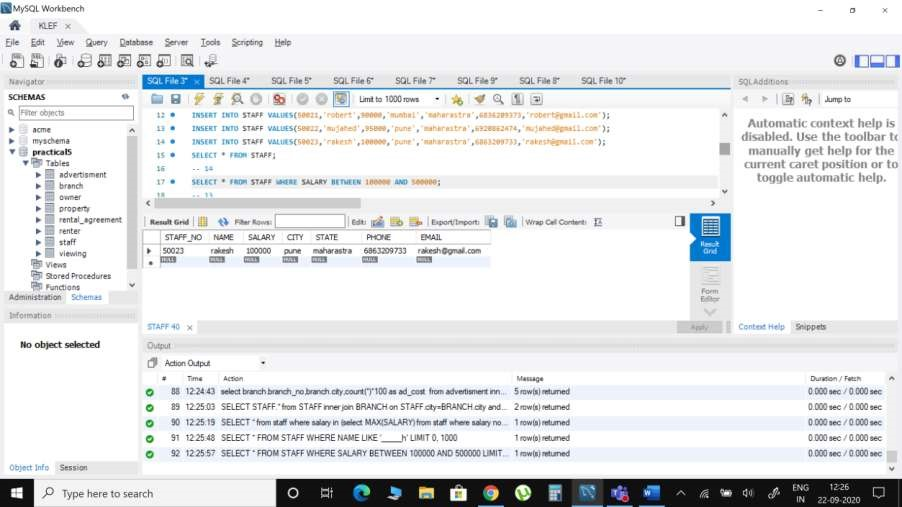 MySQL Workbench
KLEF
File Edit View Query Database Server Tools Scripting Help
Navigator
SCHEMAS
Filter objects
acme
myschema
practical5
Tables
advertisment
branch
owner
property
rental_agreement
renter
staff
viewing
Views
Stored Procedures
Functions
Administration Schemas
Information
No object selected
Object Info Session
SQL File 3* SQL File 4* SQL File 5* SQL File 6* SQL File 7* SQL File 9* SQL File 8* SQL File 10*
Limit to 1000 rows
12 INSERT INTO STAFF VALUES(50021,'robert',90000,'mumbai','maharastra',6836209373,'robert@gmail.com');
13 INSERT INTO STAFF VALUES(50022,'mujahed',95000,'pune','maharastra',6920862474,'mujahed@gmail.com');
14 INSERT INTO STAFF VALUES(50023,'rakesh',100000,'pune','maharastra',6863209733,'rakesh@gmail.com');
15 SELECT * FROM STAFF;
16 -- 14
17 SELECT * FROM STAFF WHERE SALARY BETWEEN 100000 AND 500000;
18 -- 13
Result Grid Filter Rows: Edit: Export/Import: Wrap Cell Content:
STAFF_NO NAME SALARY CITY STATE PHONE EMAIL
50023 rakesh 100000 pune maharastra 6863209733 rakesh@gmail.com
NULL NULL NULL NULL NULL NULL NULL
Result Grid
Form Editor
STAFF 40
Apply
Output
Action Output
# Time Action Message Duration / Fetch
88 12:24:43 select branch.branch_no,branch.city,count(*)*100 as ad_cost from advertisment inn... 5 row(s) returned 0.000 sec / 0.000 sec
89 12:25:03 SELECT STAFF.* from STAFF inner join BRANCH on STAFF.city=BRANCH.city and... 2 row(s) returned 0.000 sec / 0.000 sec
90 12:25:19 SELECT * from staff where salary in (select MAX(SALARY) from staff where salary no... 1 row(s) returned 0.000 sec / 0.000 sec
91 12:25:48 SELECT * FROM STAFF WHERE NAME LIKE '_____h' LIMIT 0, 1000 1 row(s) returned 0.000 sec / 0.000 sec
92 12:25:57 SELECT * FROM STAFF WHERE SALARY BETWEEN 100000 AND 500000 LIMIT... 1 row(s) returned 0.000 sec / 0.000 sec
SQLAdditions
Jump to
Automatic context help is
disabled. Use the toolbar to
manually get help for the
current caret position or to
toggle automatic help.
Context Help Snippets
Type here to search
ENG
IN
12:26
22-09-2020